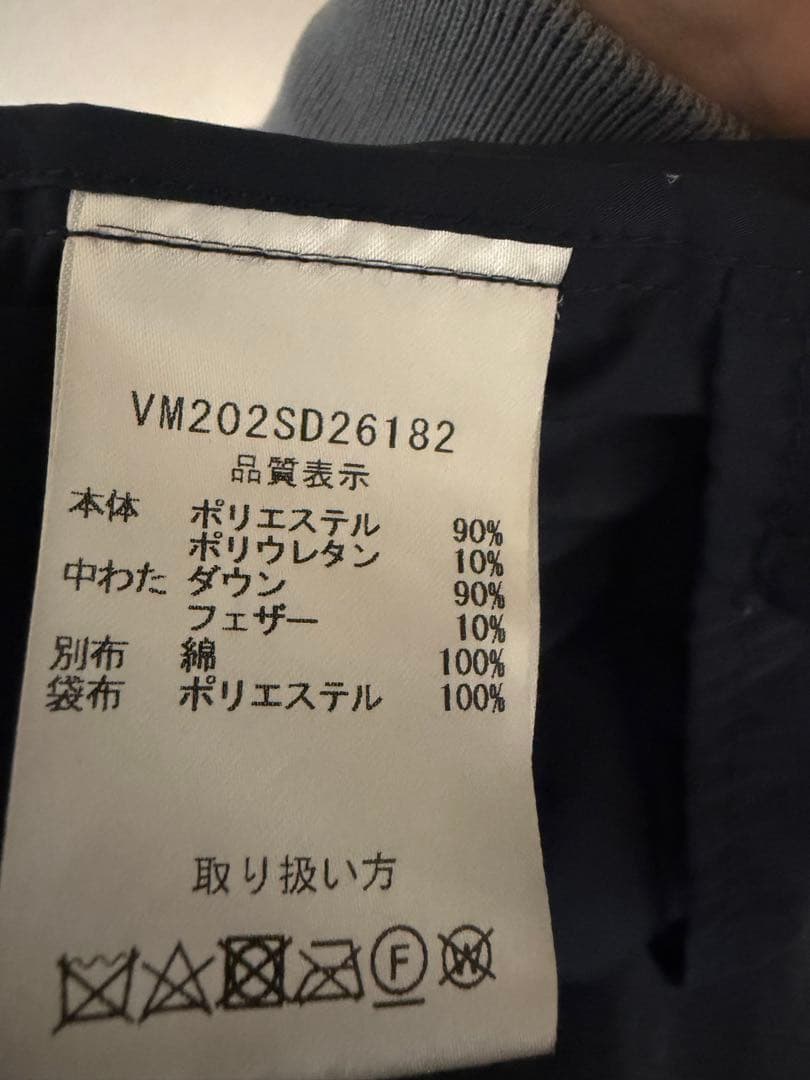 VM202SD26182
品質表示
本体 ポリエステル 90%
ポリウレタン 10%
中わた ダウン 90%
フェザー 10%
別布 綿 100%
袋布 ポリエステル 100%
取り扱い方
F W